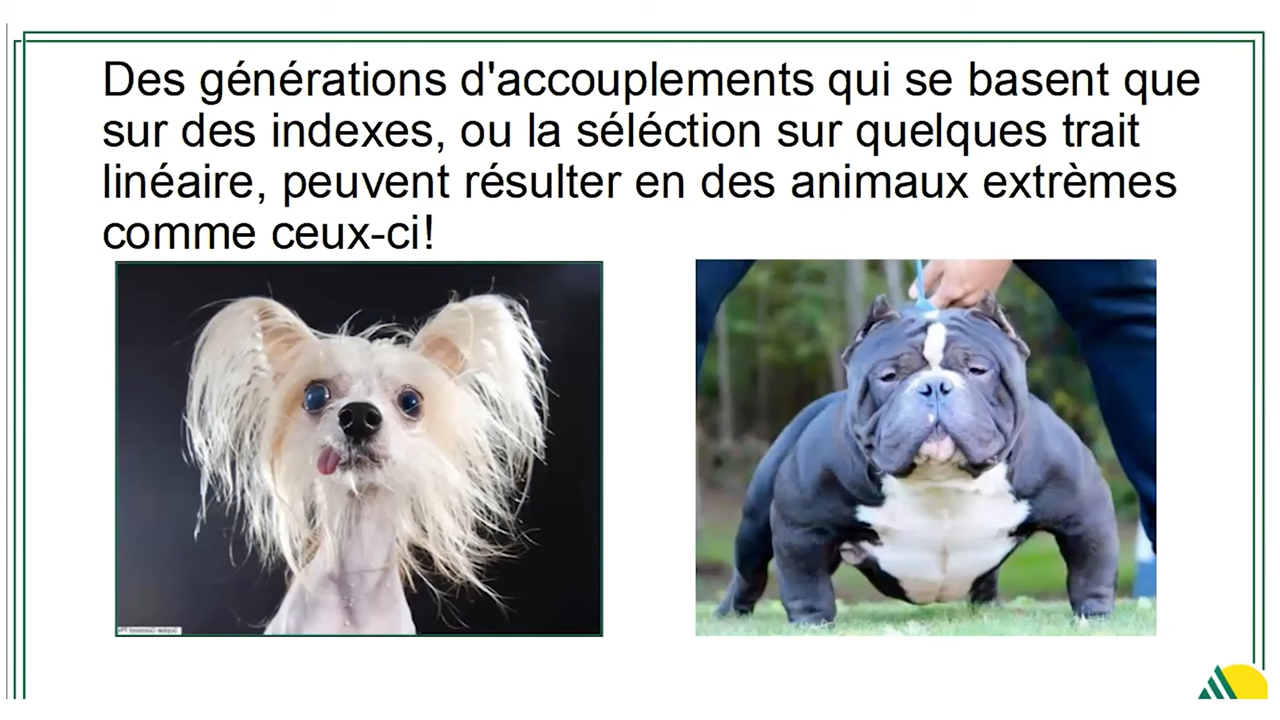 Des générations d'accouplements qui se basent que
sur des indexes, ou la séléction sur quelques trait
linéaire, peuvent résulter en des animaux extrèmes
comme ceux-ci!